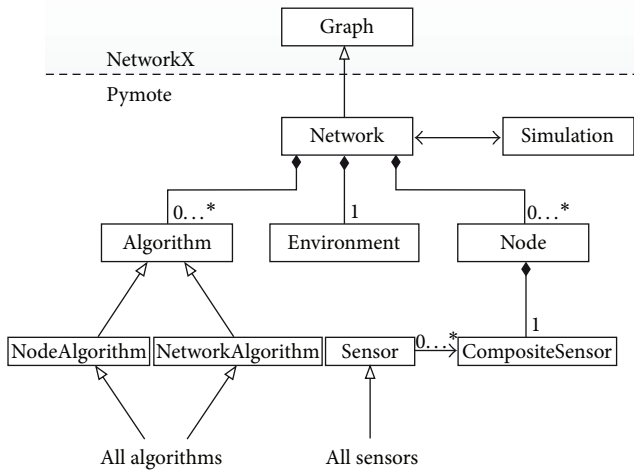 Graph
NetworkX
Pymote
Network
Simulation
0...*
1
0...*
Algorithm
Environment
Node
1
0...*
NodeAlgorithm
NetworkAlgorithm
Sensor
CompositeSensor
All algorithms
All sensors